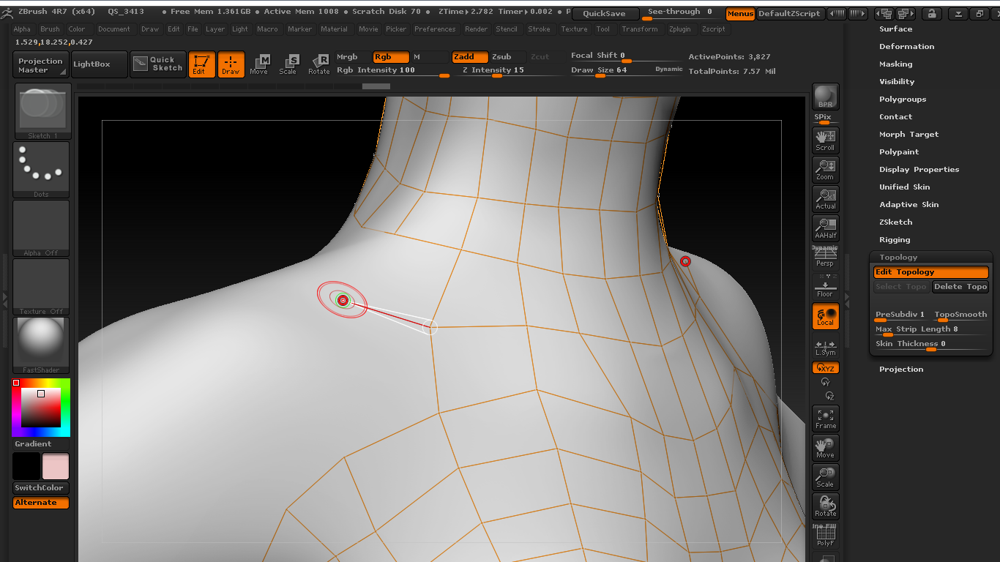 ZBrush 4R7 (x64) QS_3413 • Free Mem 1.361GB • Active Mem 1008 • Scratch Disk 70 • ZTime▸2.782 Timer▸0.002 • P QuickSave See-through 0 Menus DefaultZScript
Alpha Brush Color Document Draw Edit File Layer Light Macro Marker Material Movie Picker Preferences Render Stencil Stroke Texture Tool Transform Zplugin Zscript
1.529,18.252,0.427
Projection Master
LightBox
Quick Sketch
Edit
Draw
Move
Scale
Rotate
Mrgb Rgb M
Rgb Intensity 100
Zadd Zsub Zcut
Z Intensity 15
Focal Shift 0
Draw Size 64 Dynamic
ActivePoints: 3,827
TotalPoints: 7.57 Mil
Sketch 1
Dots
Alpha Off
Texture Off
FastShader
Gradient
SwitchColor
Alternate
BPR
SPix
Scroll
Zoom
Actual
AAHalf
Dynamic
Persp
Floor
Local
L.Sym
XYZ
Y
Z
Frame
Move
Scale
Rotate
ine Fill
PolyF
Surface
Deformation
Masking
Visibility
Polygroups
Contact
Morph Target
Polypaint
Display Properties
Unified Skin
Adaptive Skin
ZSketch
Rigging
Topology
Edit Topology
Select Topo Delete Topo
PreSubdiv 1 TopoSmooth
Max Strip Length 8
Skin Thickness 0
Projection